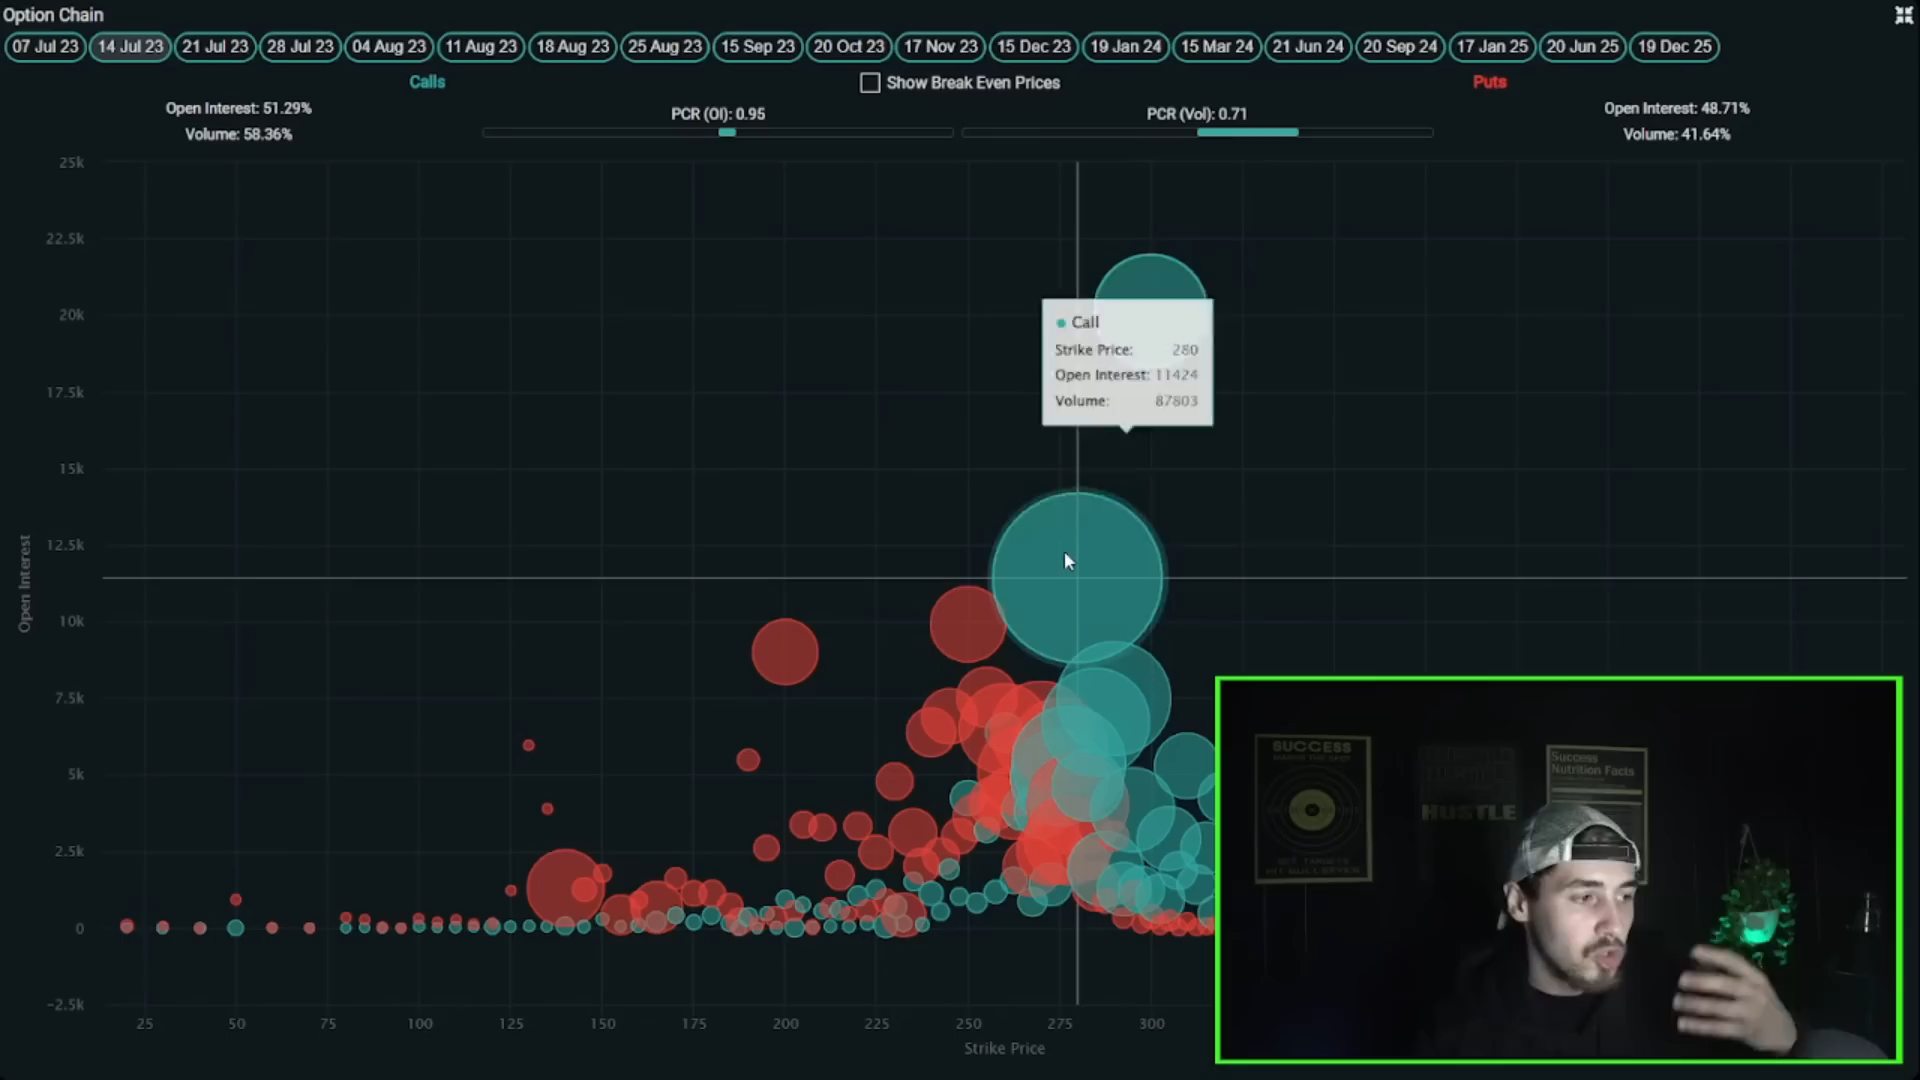 Option Chain
07 Jul 23 14 Jul 23 21 Jul 23 28 Jul 23 04 Aug 23 11 Aug 23 18 Aug 23 25 Aug 23 15 Sep 23 20 Oct 23 17 Nov 23 15 Dec 23 19 Jan 24 15 Mar 24 21 Jun 24 20 Sep 24 17 Jan 25 20 Jun 25 19 Dec 25
Calls
Show Break Even Prices
Puts
Open Interest: 51.29%
Volume: 58.36%
PCR (OI): 0.95
PCR (Vol): 0.71
Open Interest: 48.71%
Volume: 41.64%
25k
22.5k
20k
17.5k
15k
12.5k
10k
7.5k
5k
2.5k
0
-2.5k
Open Interest
Call
Strike Price: 280
Open Interest: 11424
Volume: 87803
25 50 75 100 125 150 175 200 225 250 275 300
Strike Price
SUCCESS
HUSTLE
Success
Nutrition Facts